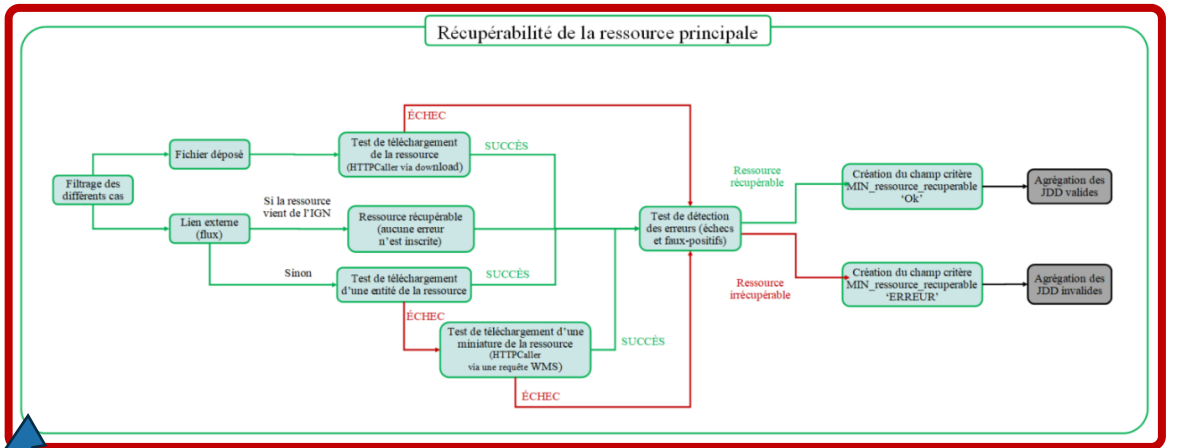 Récupérabilité de la ressource principale
ÉCHEC
Test de téléchargement
de la ressource
(HTTPCaller via download)
SUCCÈS
Fichier déposé
Filtrage des
différents cas
Si la ressource
vient de l'IGN
Lien externe
(flux)
Ressource récupérable
(aucune erreur
n'est inscrite)
Sinon
Test de téléchargement
d'une entité de la ressource
SUCCÈS
ÉCHEC
Test de téléchargement d'une
miniature de la ressource
(HTTPCaller
via une requête WMS)
SUCCÈS
ÉCHEC
Test de détection
des erreurs (échecs
et faux-positifs)
Ressource
récupérable
Création du champ critère
MIN_ressource_recuperable
‘Ok’
Agrégation des
JDD valides
Ressource
irrécupérable
Création du champ critère
MIN_ressource_recuperable
‘ERREUR’
Agrégation des
JDD invalides